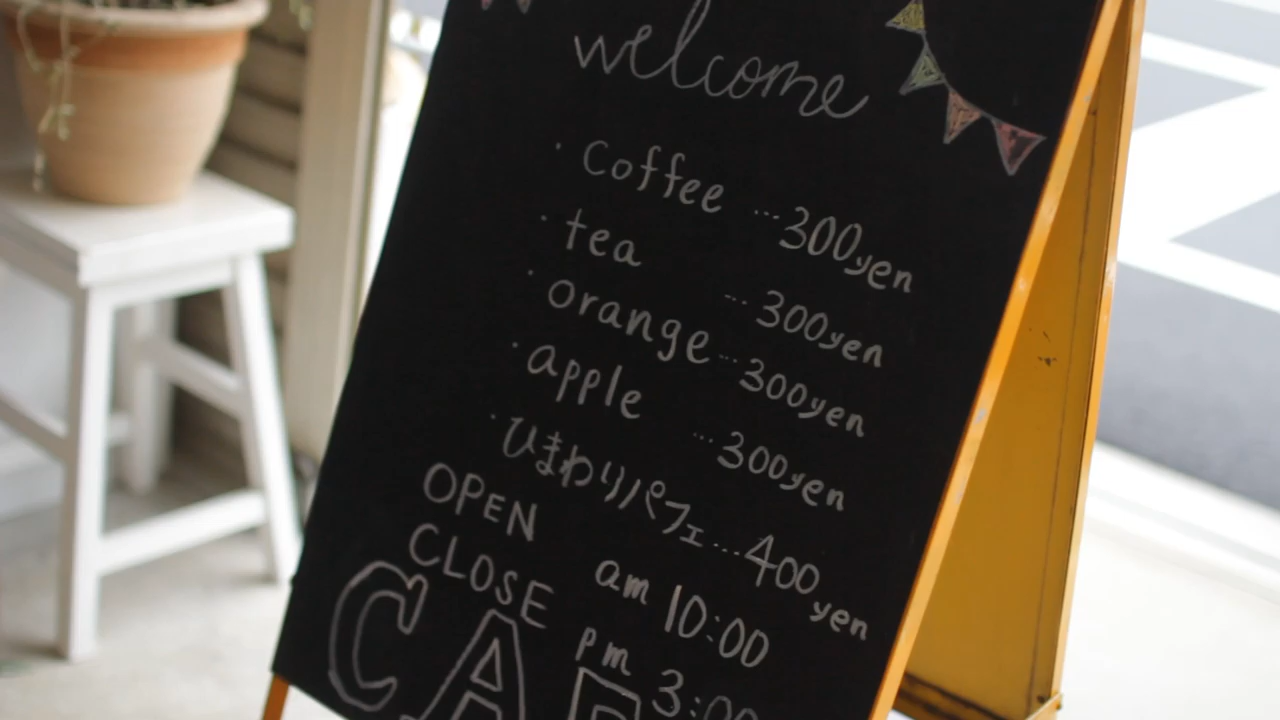 welcome
· Coffee ...300yen
· tea ...300yen
· orange...300yen
· apple ...300yen
· ひまわりパフェ...400yen
OPEN am 10:00
CLOSE pm 3:00
CAF